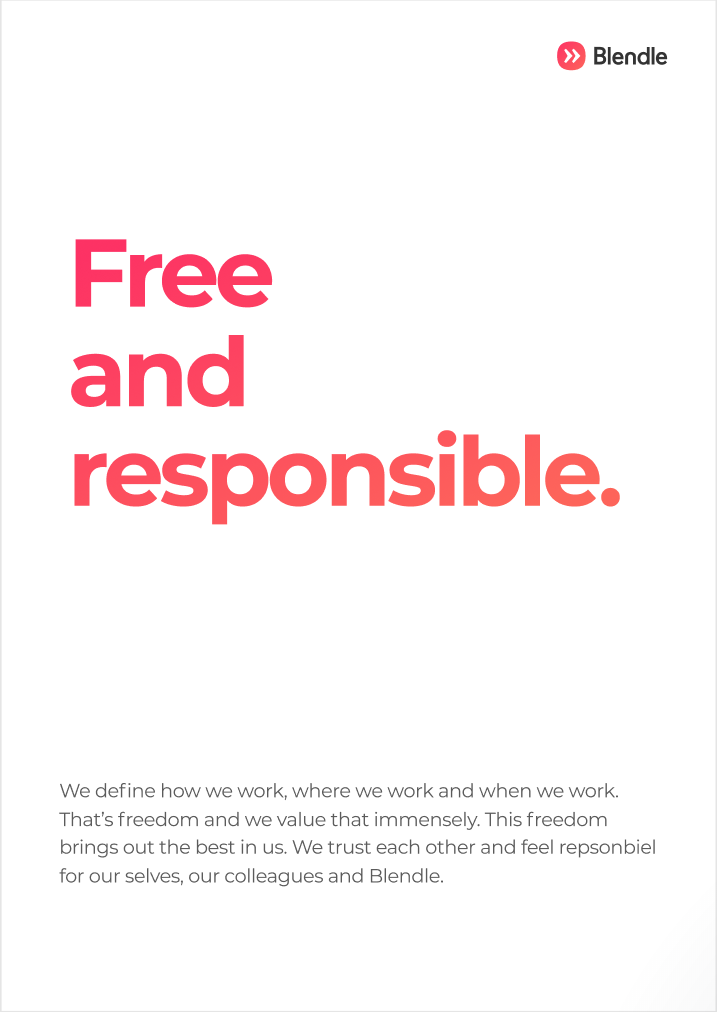 Blendle
Free
and
responsible.
We define how we work, where we work and when we work.
That’s freedom and we value that immensely. This freedom
brings out the best in us. We trust each other and feel repsonbiel
for our selves, our colleagues and Blendle.